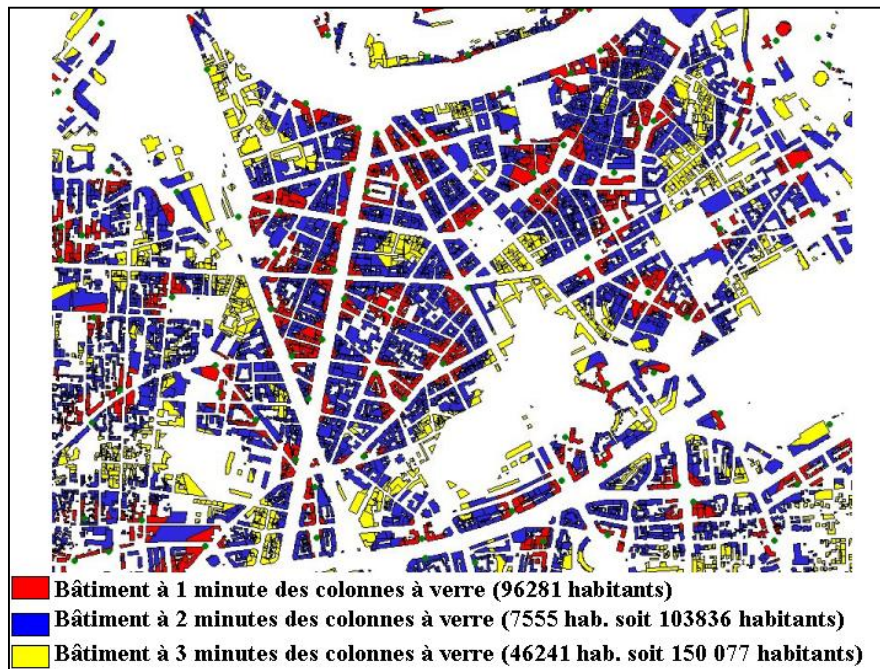 Bâtiment à 1 minute des colonnes à verre (96281 habitants)
Bâtiment à 2 minutes des colonnes à verre (7555 hab. soit 103836 habitants)
Bâtiment à 3 minutes des colonnes à verre (46241 hab. soit 150 077 habitants)